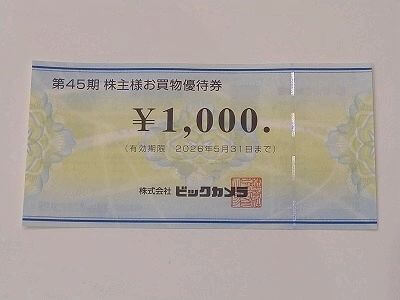 第45期 株主様お買物優待券
￥1,000.
(有効期限 2026年5月31日まで)
株式会社 ビックカメラ